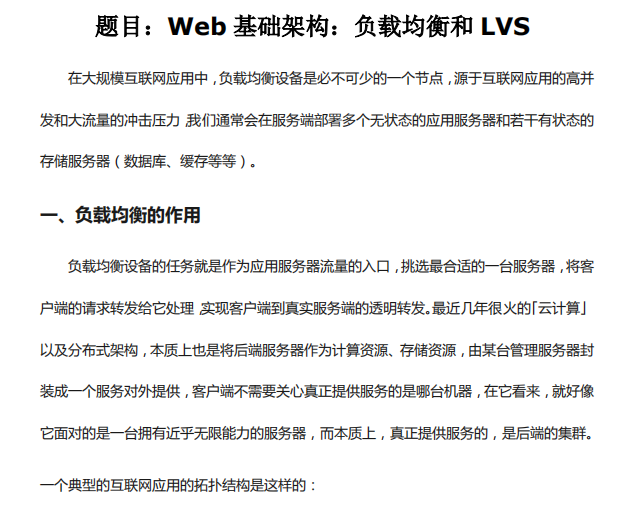 题目：Web 基础架构：负载均衡和 LVS
在大规模互联网应用中，负载均衡设备是必不可少的一个节点，源于互联网应用的高并
发和大流量的冲击压力，我们通常会在服务端部署多个无状态的应用服务器和若干有状态的
存储服务器（数据库、缓存等等）。
一、负载均衡的作用
负载均衡设备的任务就是作为应用服务器流量的入口，挑选最合适的一台服务器，将客
户端的请求转发给它处理，实现客户端到真实服务端的透明转发。最近几年很火的「云计算」
以及分布式架构，本质上也是将后端服务器作为计算资源、存储资源，由某台管理服务器封
装成一个服务对外提供，客户端不需要关心真正提供服务的是哪台机器，在它看来，就好像
它面对的是一台拥有近乎无限能力的服务器，而本质上，真正提供服务的，是后端的集群。
一个典型的互联网应用的拓扑结构是这样的：